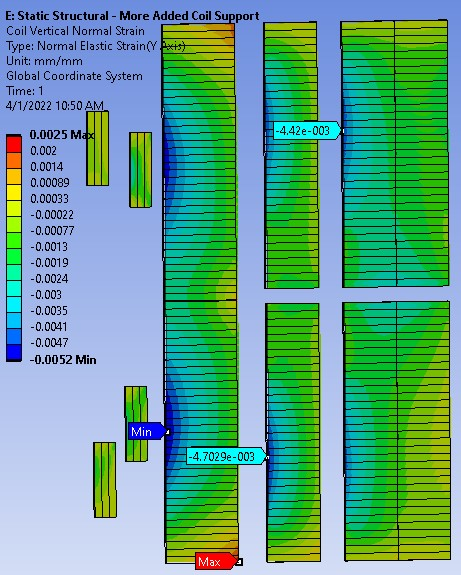 E: Static Structural - More Added Coil Support
Coil Vertical Normal Strain
Type: Normal Elastic Strain(Y Axis)
Unit: mm/mm
Global Coordinate System
Time: 1
4/1/2022 10:50 AM
0.0025 Max
0.002
0.0014
0.00089
0.00033
-0.00022
-0.00077
-0.0013
-0.0019
-0.0024
-0.003
-0.0035
-0.0041
-0.0047
-0.0052 Min
-4.42e-003
Min
-4.7029e-003
Max